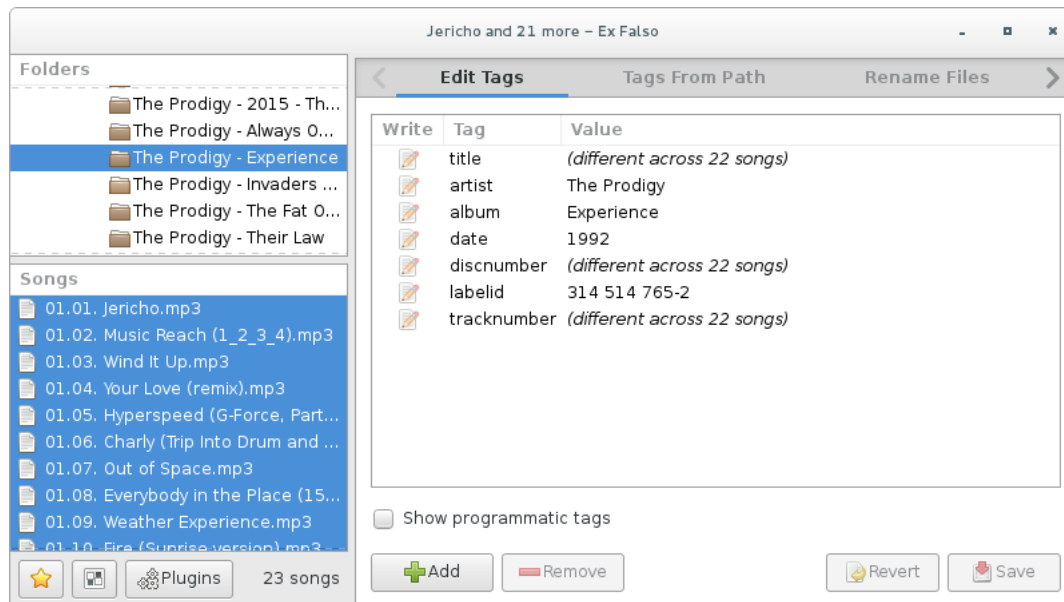 Jericho and 21 more – Ex Falso
Folders
The Prodigy - 2015 - Th...
The Prodigy - Always O...
The Prodigy - Experience
The Prodigy - Invaders ...
The Prodigy - The Fat O...
The Prodigy - Their Law
Songs
01.01. Jericho.mp3
01.02. Music Reach (1_2_3_4).mp3
01.03. Wind It Up.mp3
01.04. Your Love (remix).mp3
01.05. Hyperspeed (G-Force, Part...
01.06. Charly (Trip Into Drum and ...
01.07. Out of Space.mp3
01.08. Everybody in the Place (15...
01.09. Weather Experience.mp3
01.10. Fire (Sunrise version).mp3
Plugins 23 songs
Edit Tags Tags From Path Rename Files
Write Tag Value
title (different across 22 songs)
artist The Prodigy
album Experience
date 1992
discnumber (different across 22 songs)
labelid 314 514 765-2
tracknumber (different across 22 songs)
Show programmatic tags
Add Remove Revert Save